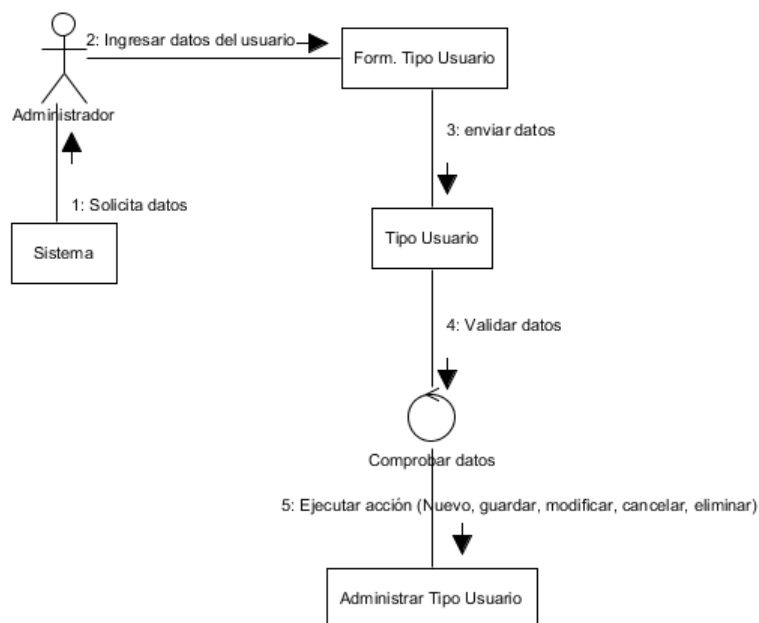 2: Ingresar datos del usuario
Form. Tipo Usuario
Administrador
3: enviar datos
1: Solicita datos
Sistema
Tipo Usuario
4: Validar datos
Comprobar datos
5: Ejecutar acción (Nuevo, guardar, modificar, cancelar, eliminar)
Administrar Tipo Usuario